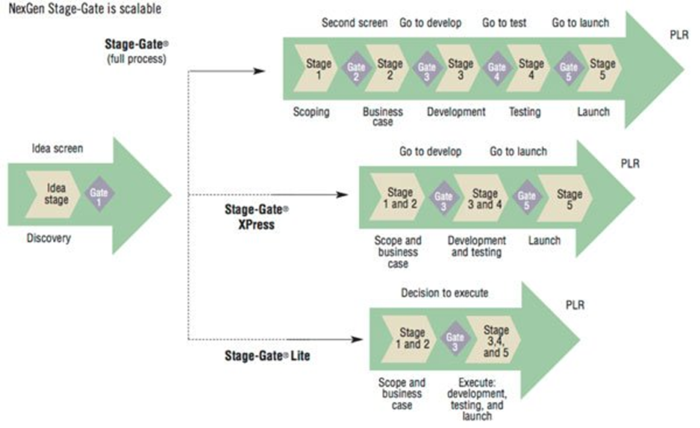 NexGen Stage-Gate is scalable
Stage-Gate®
(full process)
Second screen
Go to develop
Go to test
Go to launch
PLR
Stage
1
Gate
2
Stage
2
Gate
3
Stage
3
Gate
4
Stage
4
Gate
5
Stage
5
Scoping
Business
case
Development
Testing
Launch
Idea screen
Idea
stage
Gate
1
Discovery
Stage-Gate®
XPress
Go to develop
Go to launch
PLR
Stage
1 and 2
Gate
3
Stage
3 and 4
Gate
5
Stage
5
Scope and
business
case
Development
and testing
Launch
Stage-Gate® Lite
Decision to execute
PLR
Stage
1 and 2
Gate
3
Stage
3,4,
and 5
Scope and
business
case
Execute:
development,
testing, and
launch